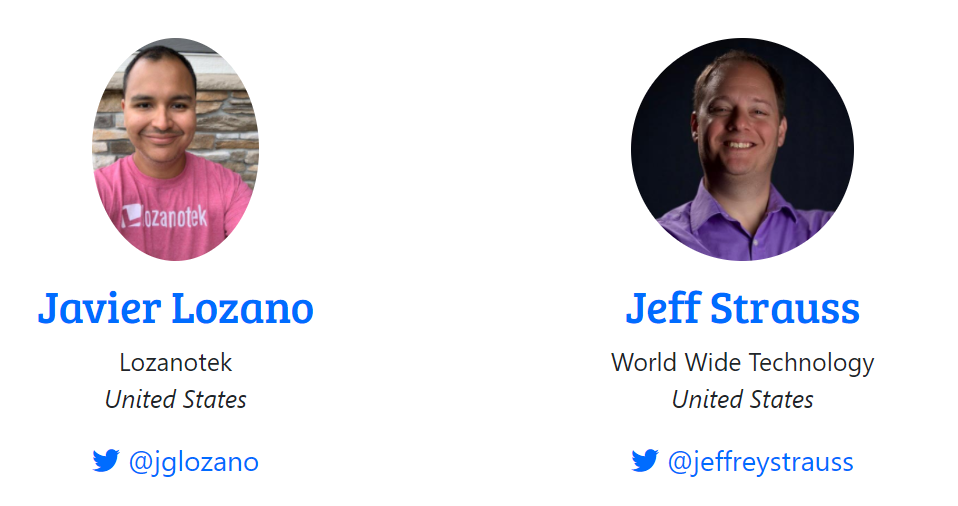 lozanotek
Javier Lozano
Lozanotek
United States
@jglozano
Jeff Strauss
World Wide Technology
United States
@jeffreystrauss